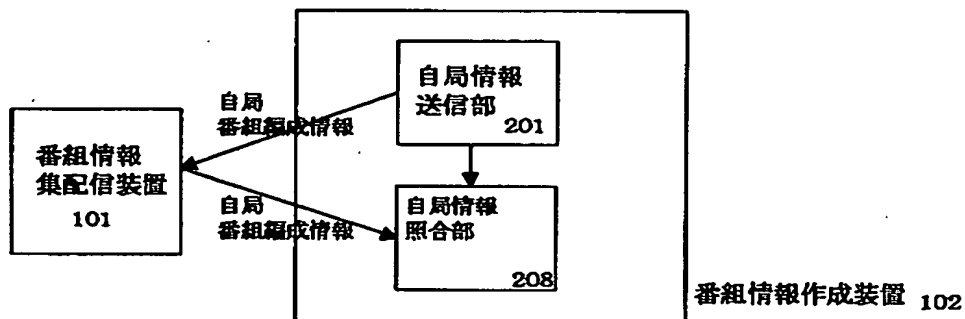 自局情報
送信部
201
自局
番組編成情報
番組情報
集配信装置
101
自局
番組編成情報
自局情報
照合部
208
番組情報作成装置 102